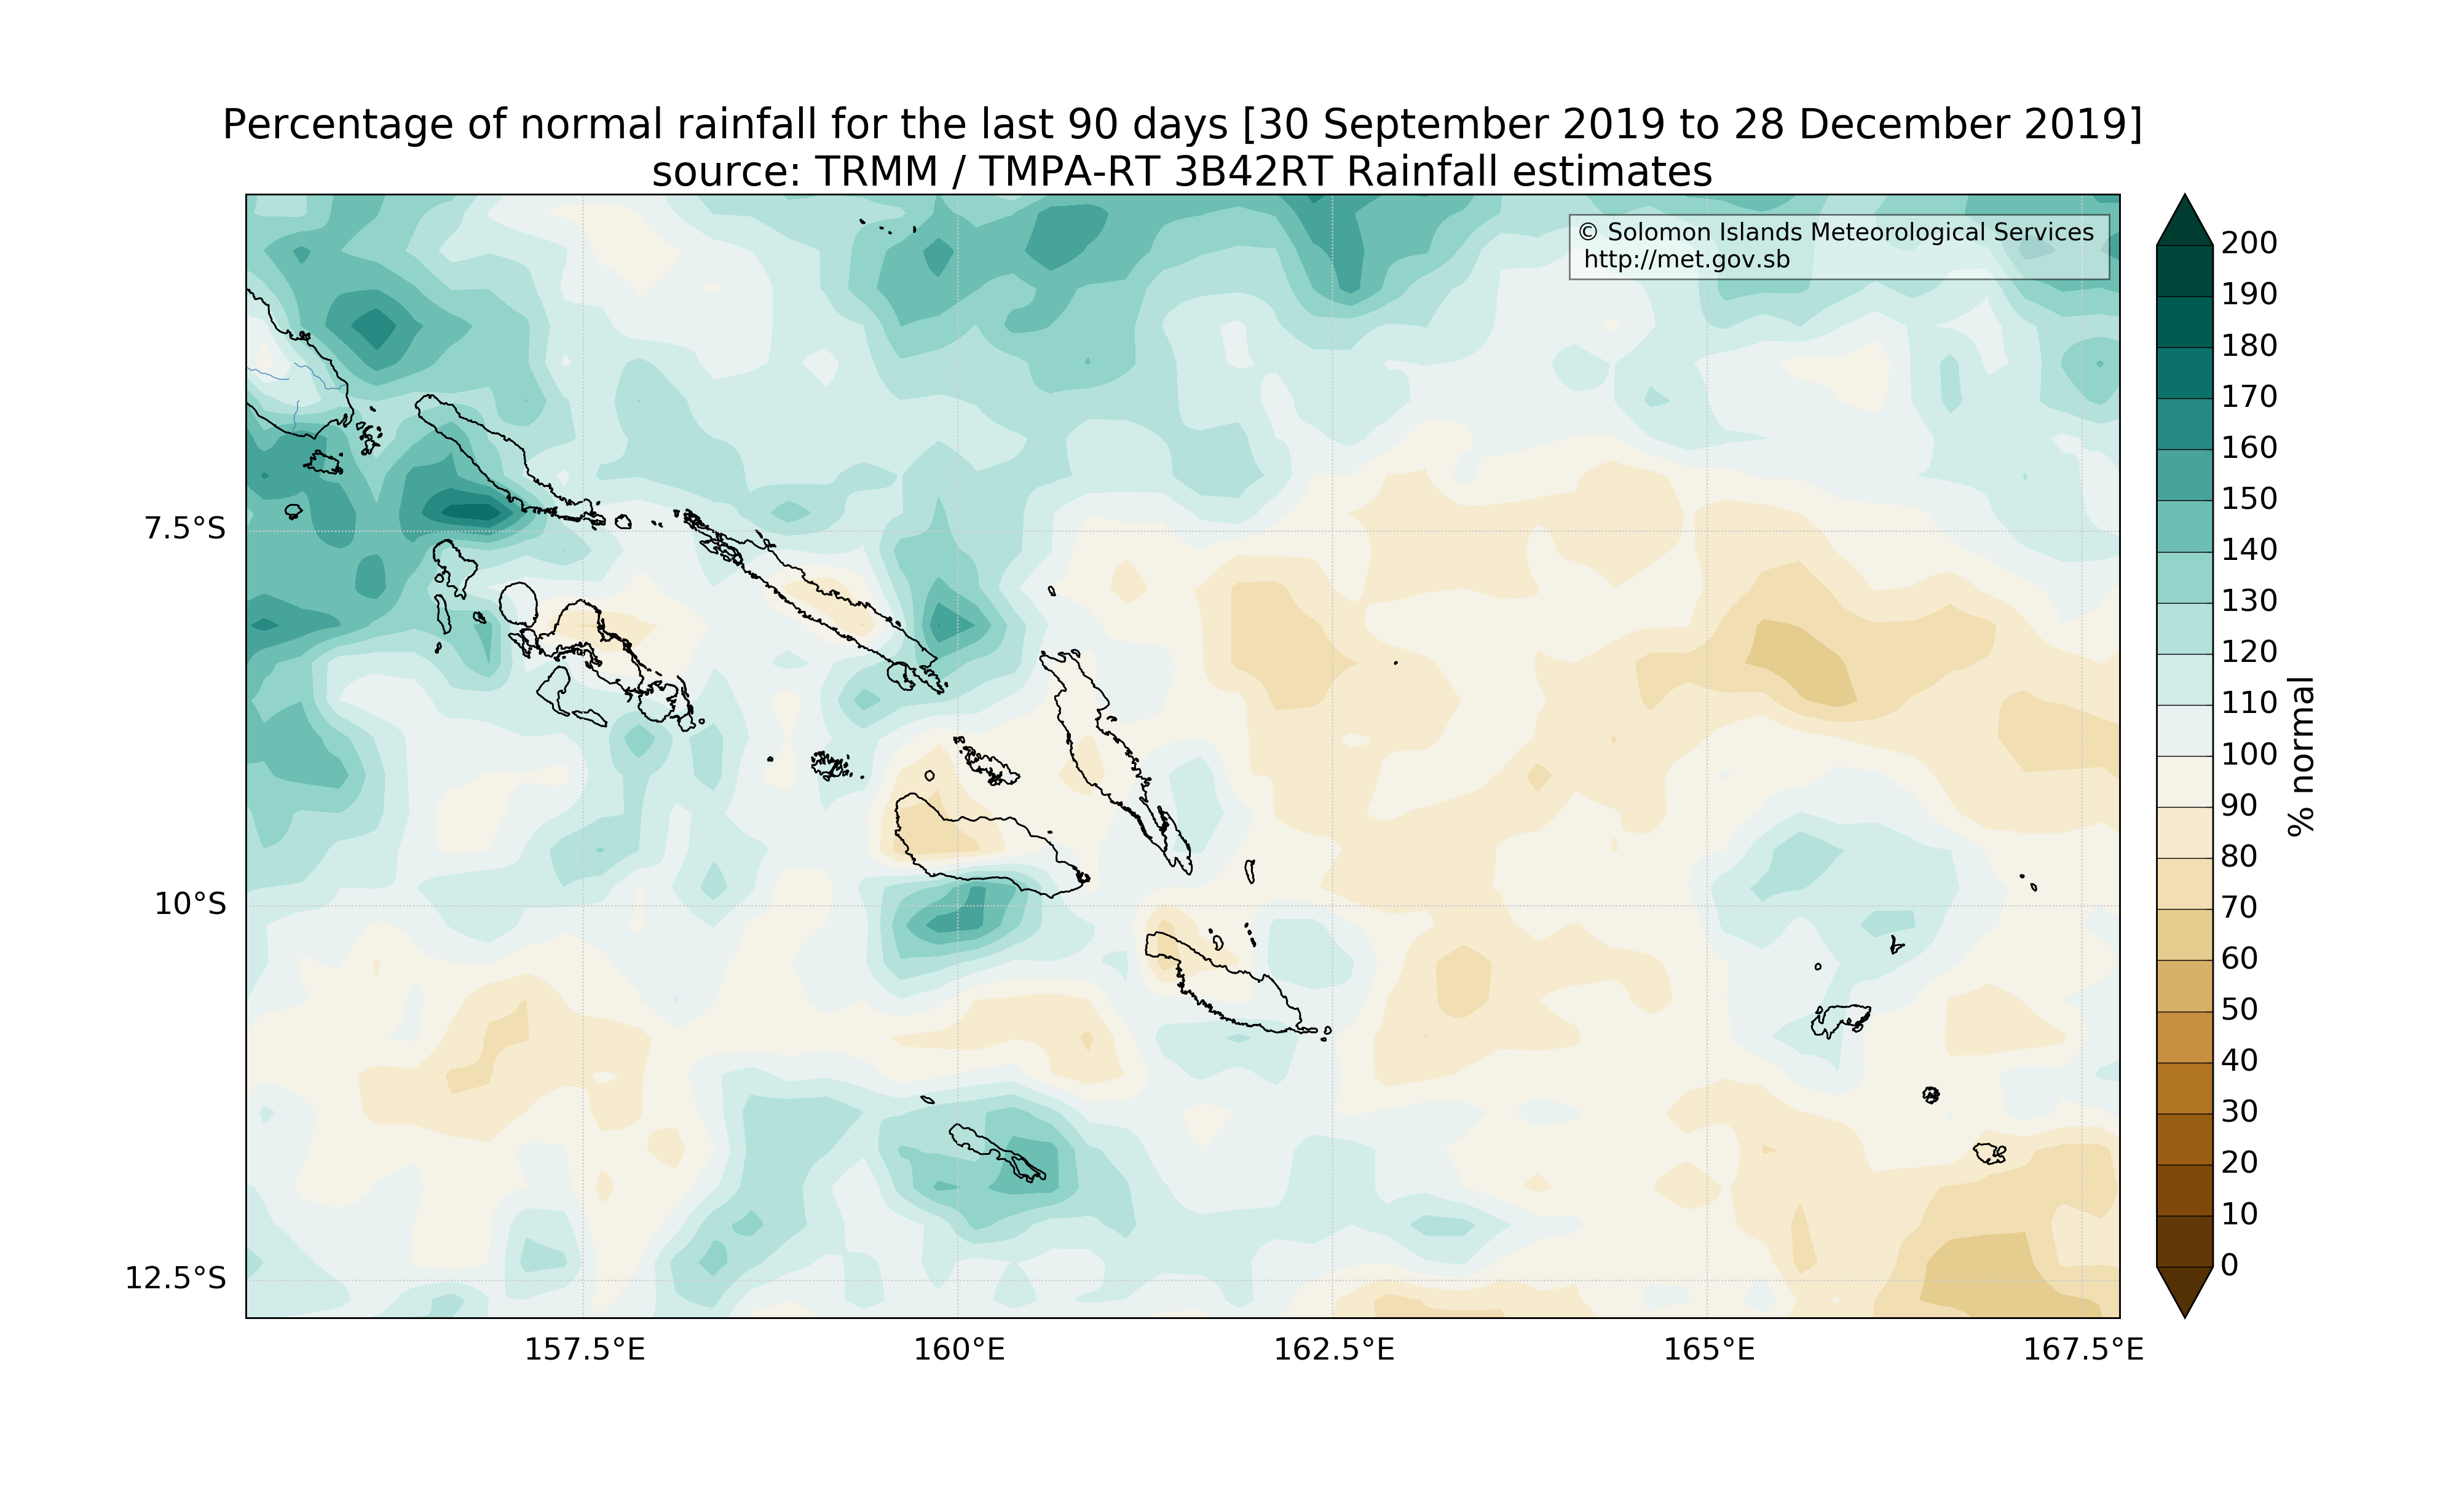 Percentage of normal rainfall for the last 90 days [30 September 2019 to 28 December 2019]
source: TRMM / TMPA-RT 3B42RT Rainfall estimates
© Solomon Islands Meteorological Services
http://met.gov.sb
7.5°S
10°S
12.5°S
157.5°E
160°E
162.5°E
165°E
167.5°E
200
190
180
170
160
150
140
130
120
110
100
90
80
70
60
50
40
30
20
10
0
% normal